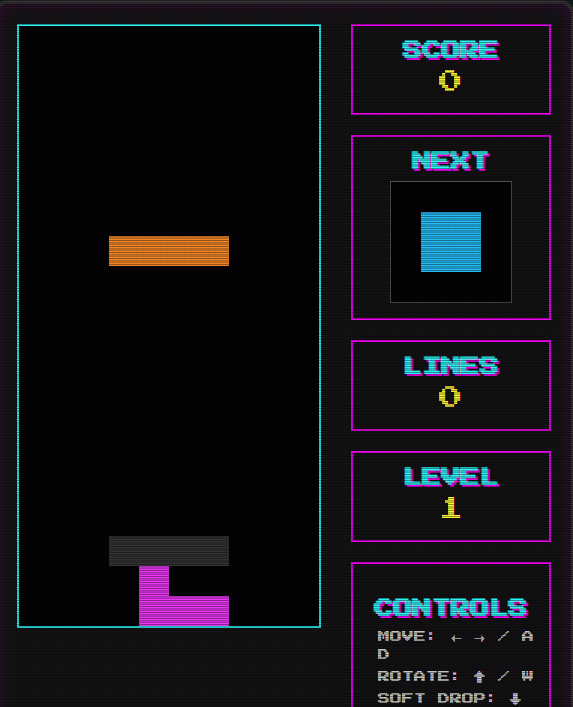 SCORE
0
NEXT
LINES
0
LEVEL
1
CONTROLS
MOVE: ← → / A
D
ROTATE: ↑ / W
SOFT DROP: ↓